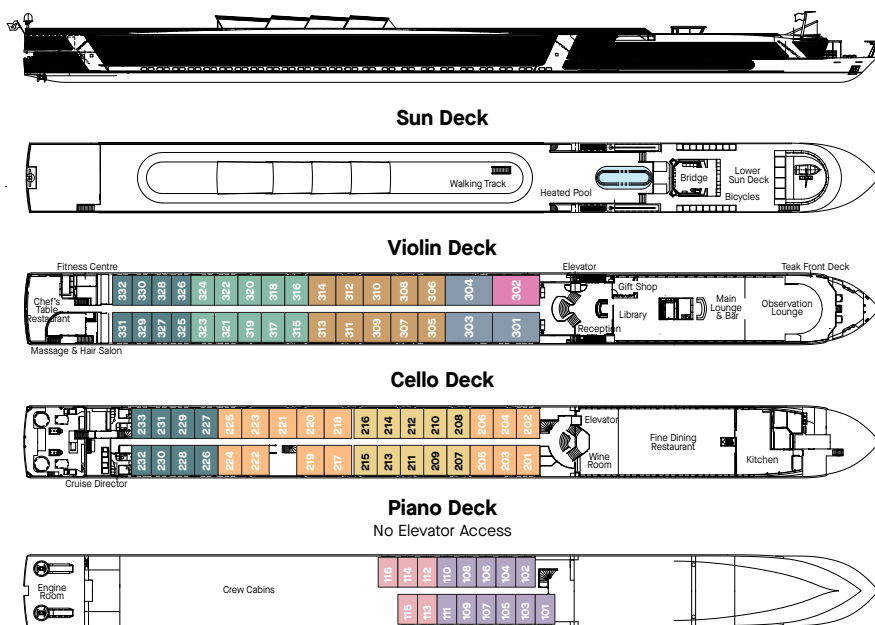 Sun Deck
Walking Track
Heated Pool
Bridge
Lower
Sun Deck
Bicycles
Violin Deck
Fitness Centre
Elevator
Teak Front Deck
332 330 328 326 324 322 320 318 316 314 312 310 308 306 304 302
Gift Shop
Chef's
Table
Restaurant
Library
Main
Lounge
& Bar
Observation
Lounge
331 329 327 325 323 321 319 317 315 313 311 309 307 305 303 301
Reception
Massage & Hair Salon
Cello Deck
233 231 229 227 225 223 221 220 218 216 214 212 210 208 206 204 202
Elevator
Fine Dining
Restaurant
Wine
Room
Kitchen
232 230 228 226 224 222 219 217 215 213 211 209 207 205 203 201
Cruise Director
Piano Deck
No Elevator Access
116 114 112 110 108 106 104 102
Engine
Room
Crew Cabins
115 113 111 109 107 105 103 101